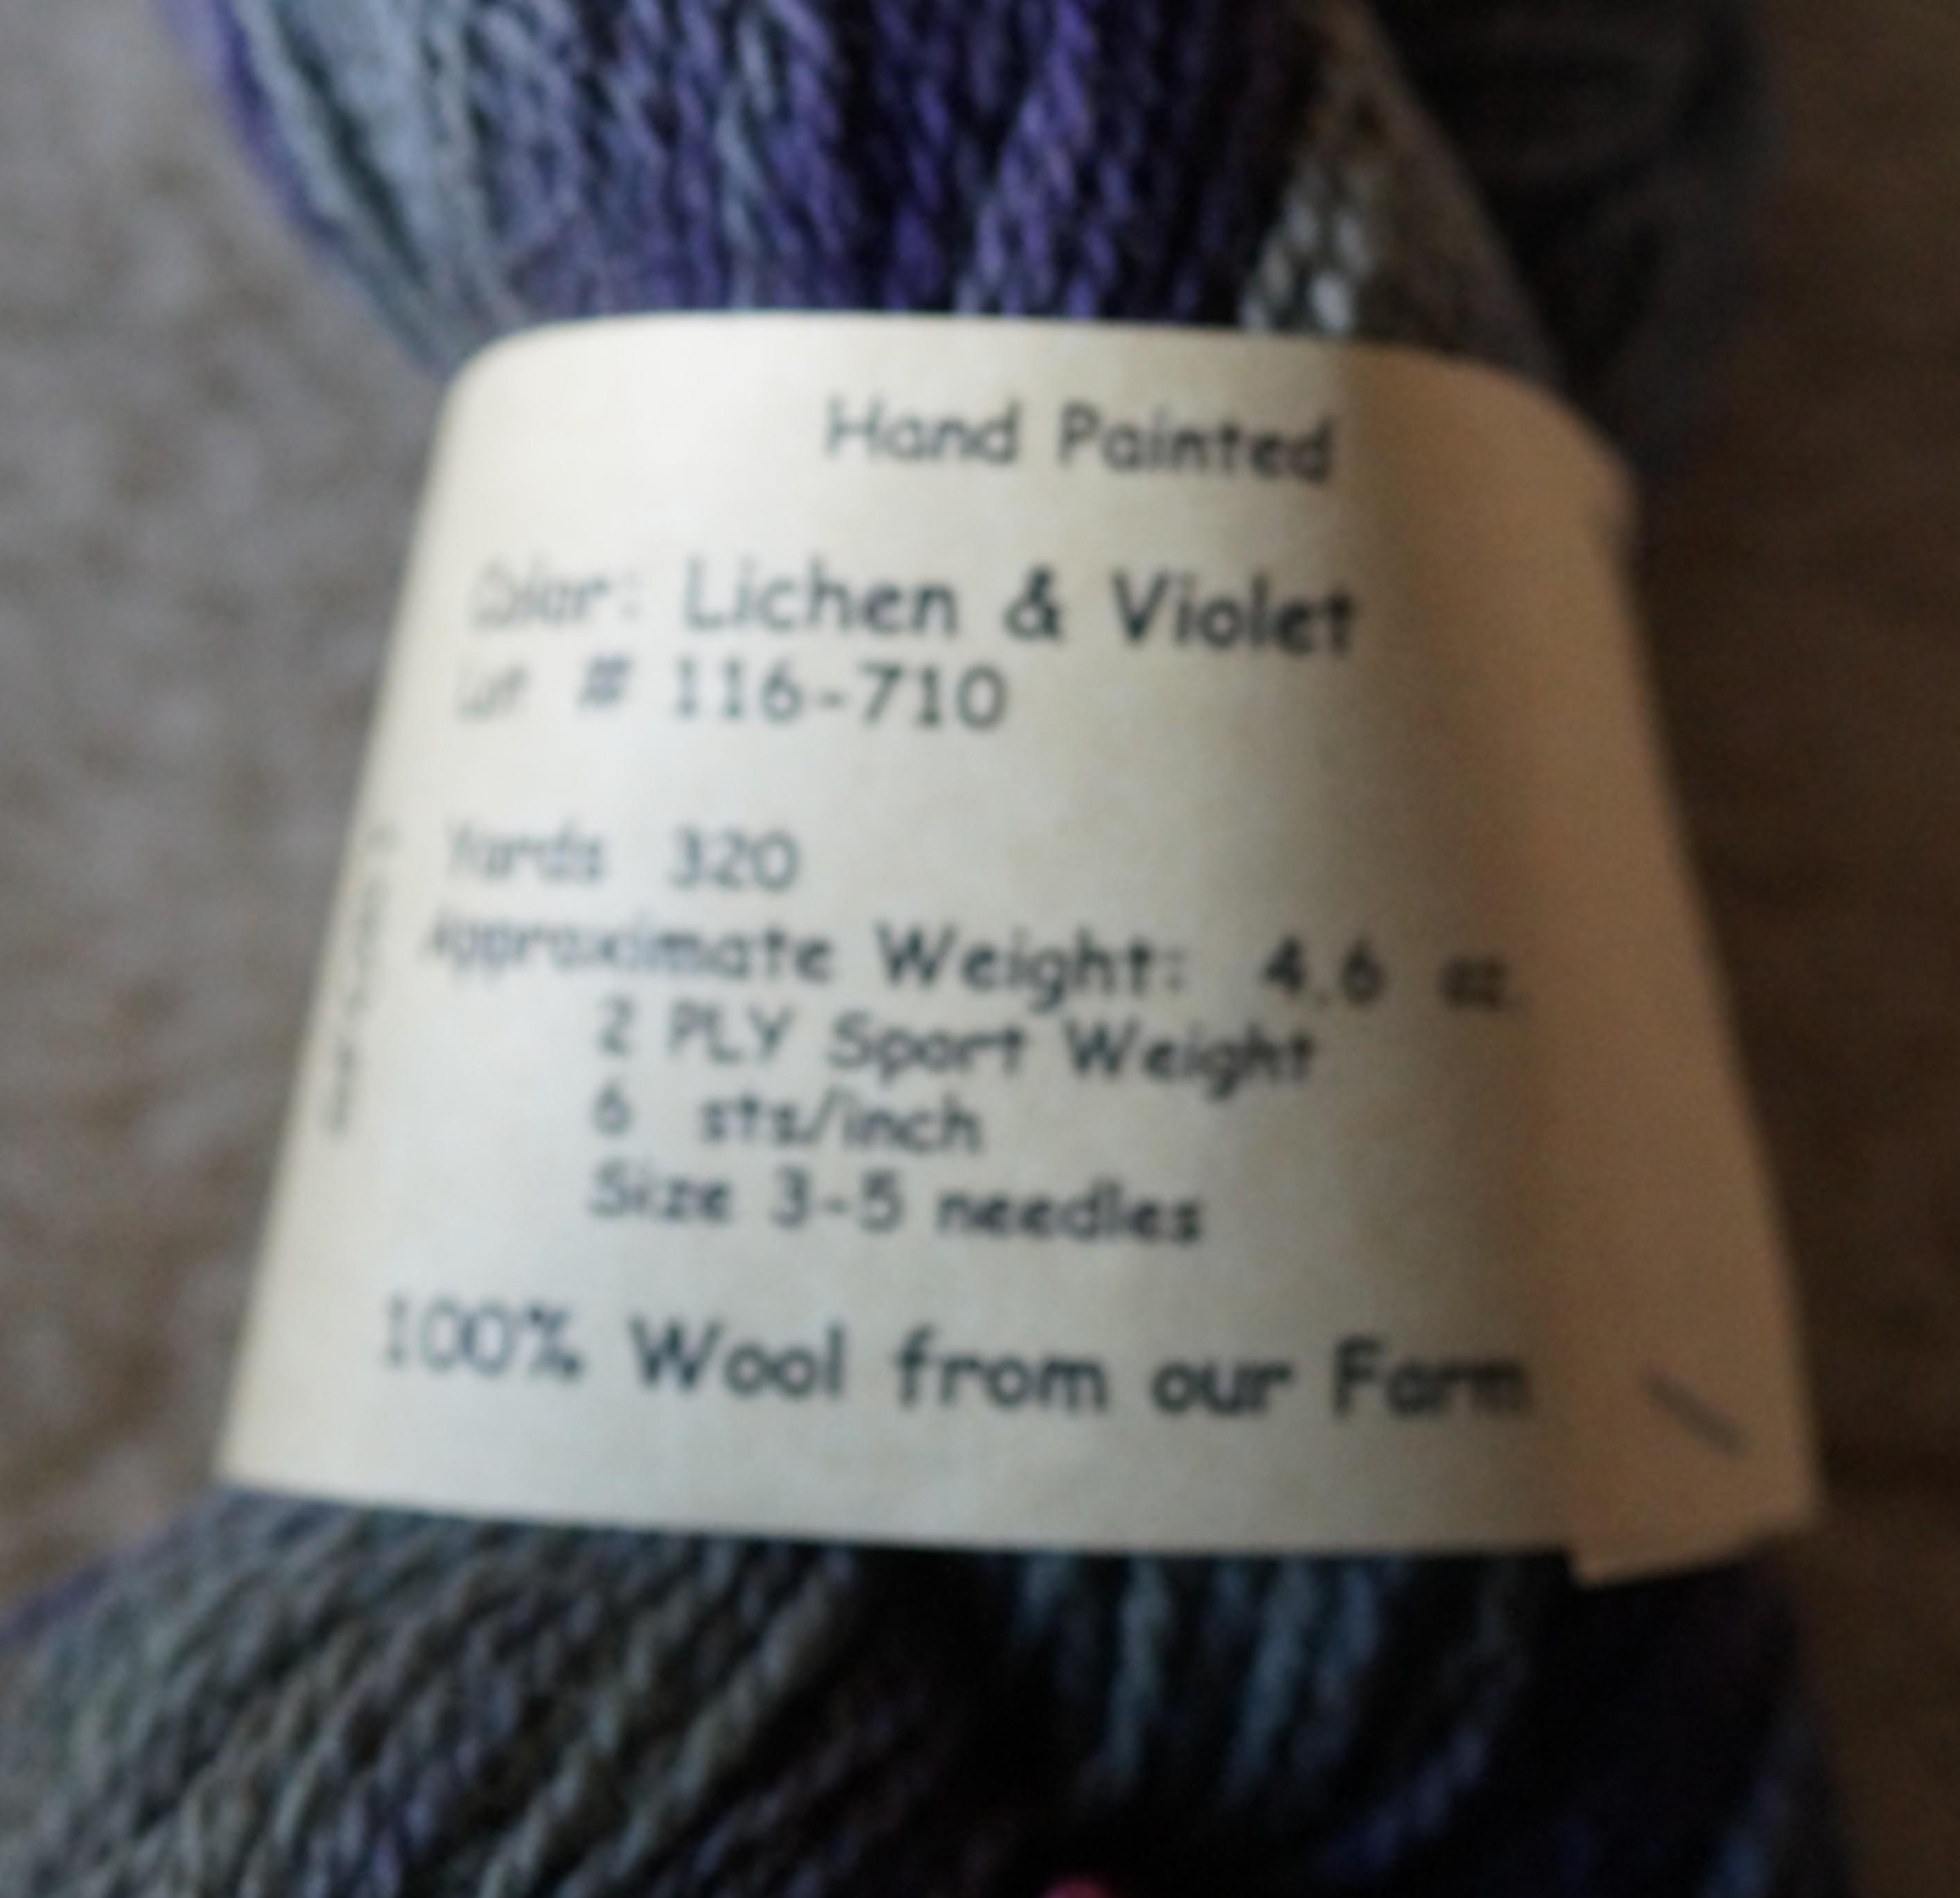 Hand Painted
Color: Lichen & Violet
Lot # 116-710
Yards 320
Approximate Weight: 4.6 oz.
2 PLY Sport Weight
6 sts/inch
Size 3-5 needles
100% Wool from our Farm